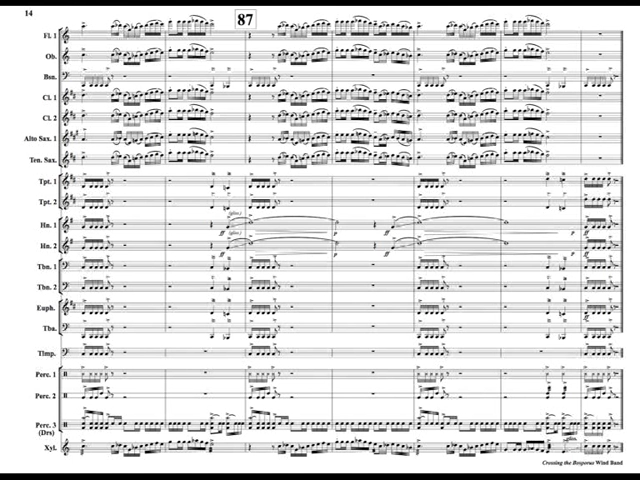 14
87
Fl. 1
Ob.
Bsn.
Cl. 1
Cl. 2
Alto Sax. 1
Ten. Sax.
Tpt. 1
Tpt. 2
Hn. 1
Hn. 2
Tbn. 1
Tbn. 2
Euph.
Tba.
Timp.
Perc. 1
Perc. 2
Perc. 3
(Drs)
Xyl.
Crossing the Bosporus Wind Band